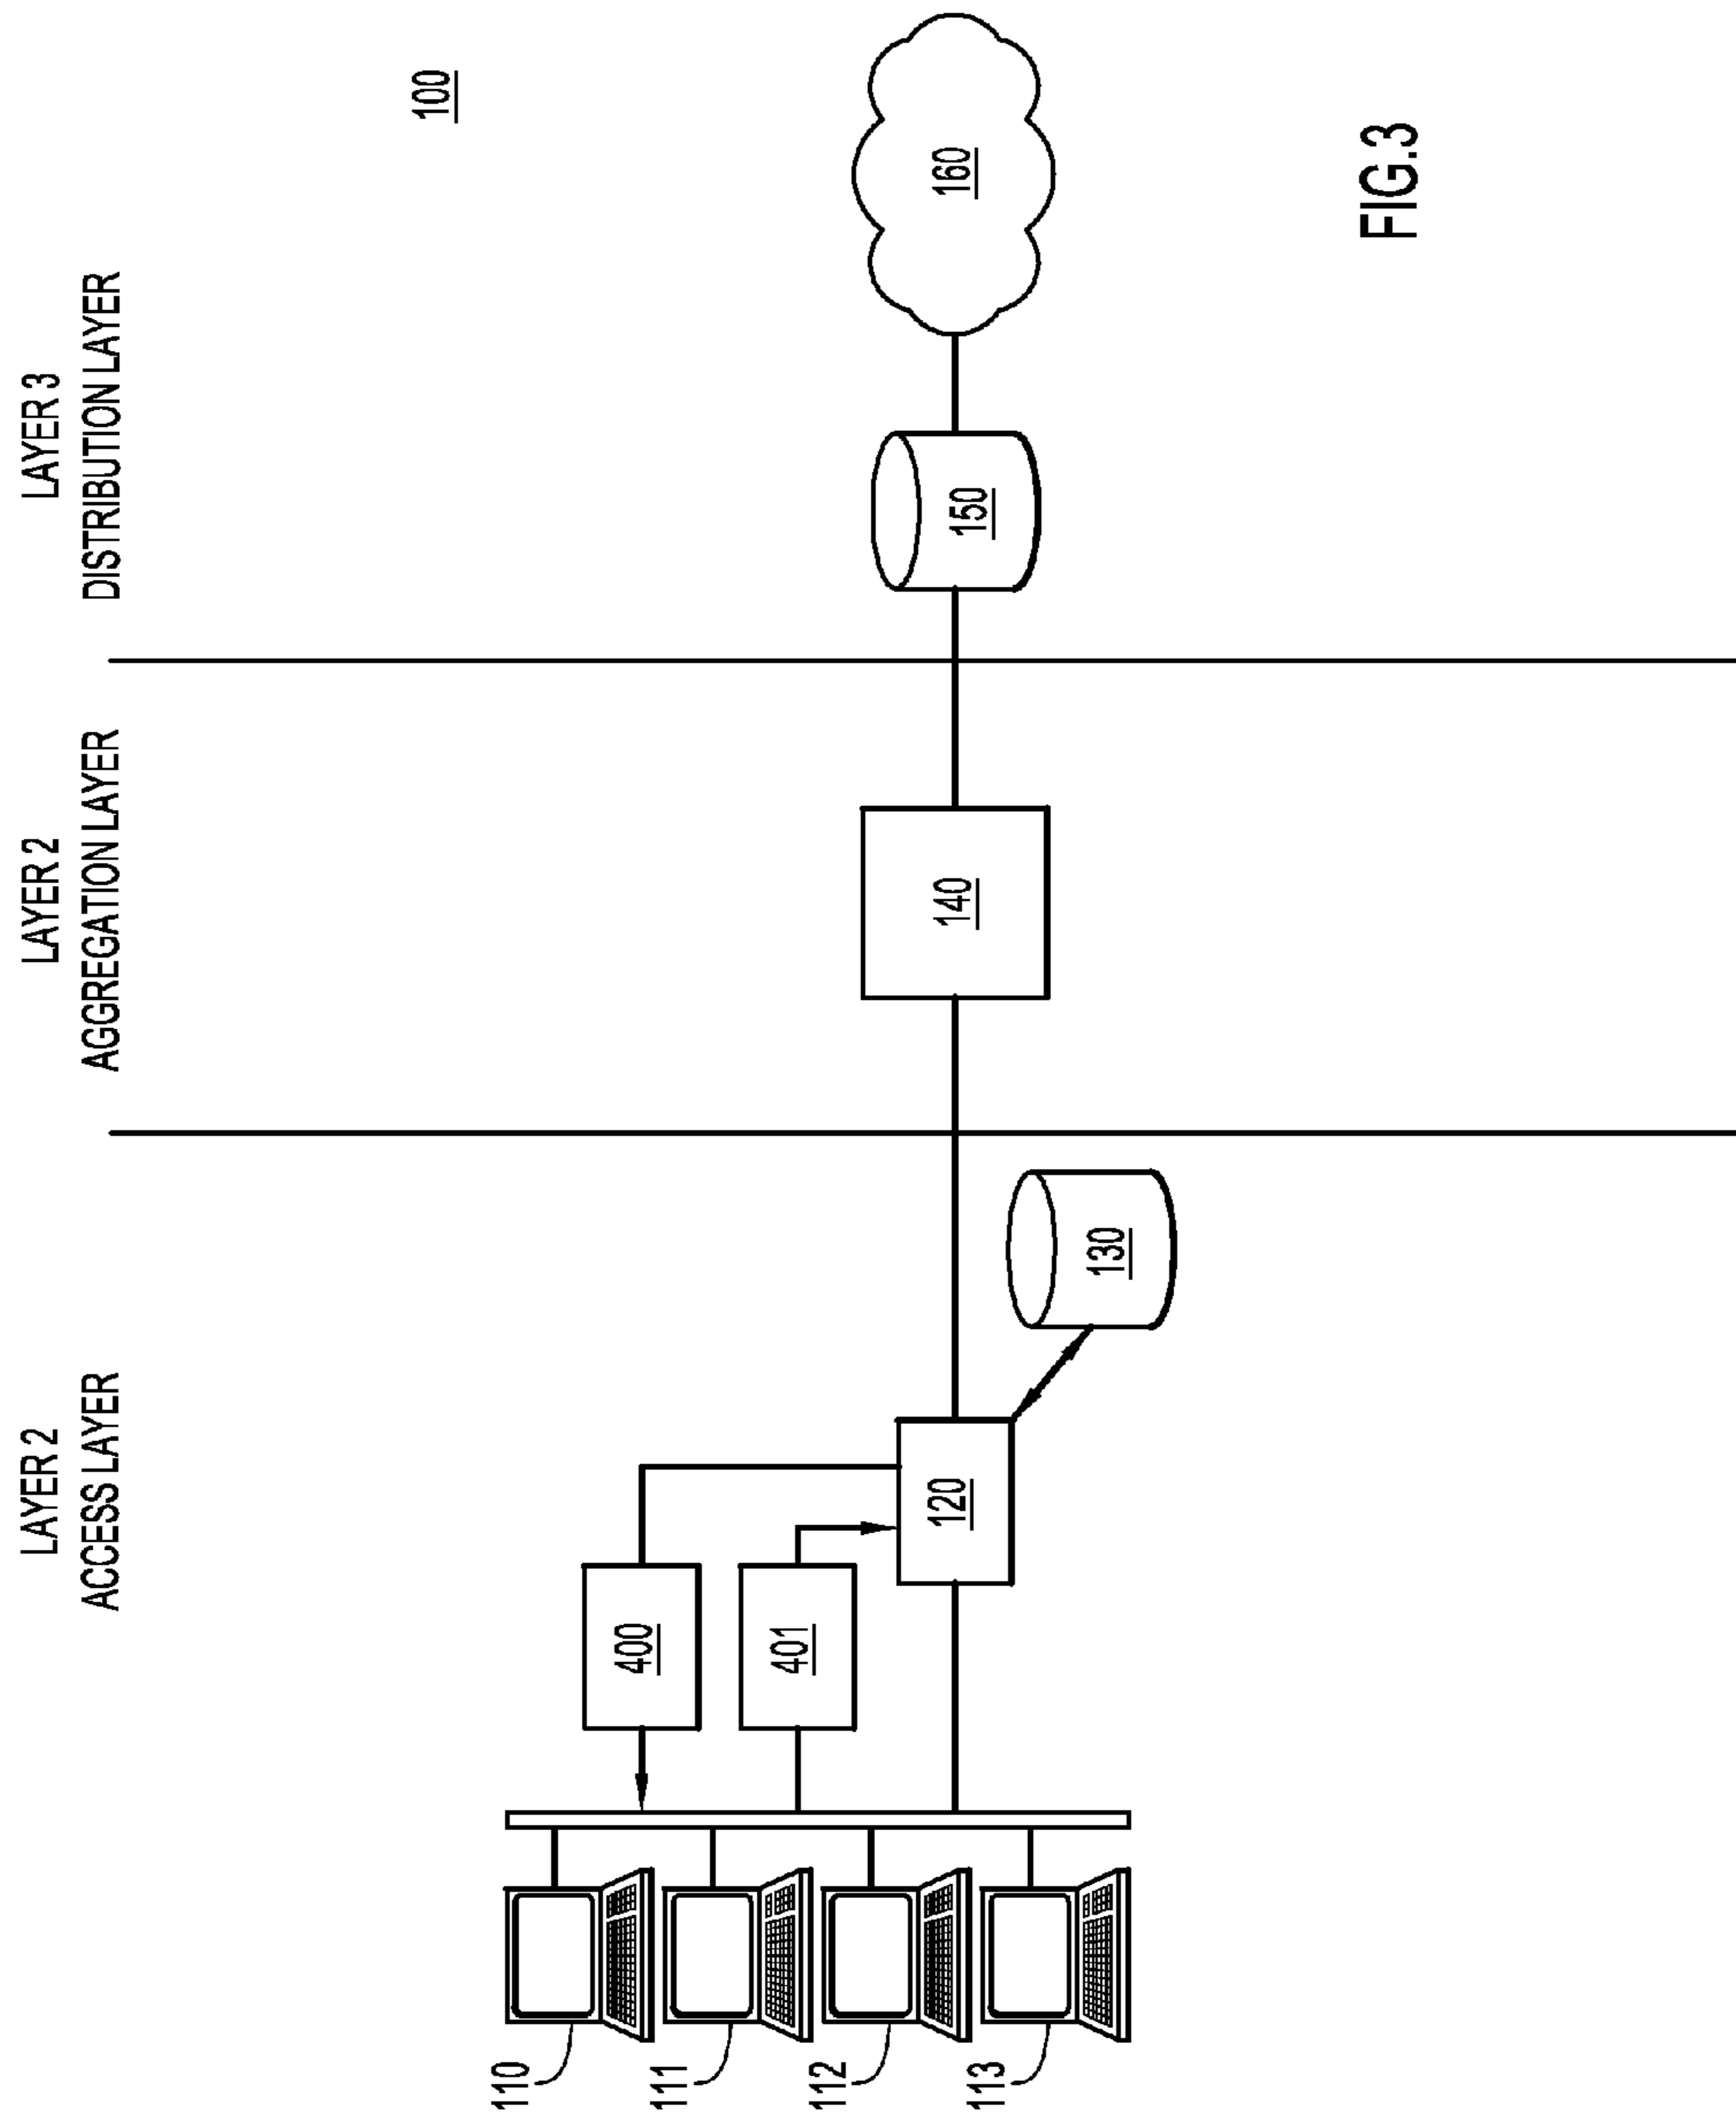 LAYER 2
ACCESS LAYER
LAYER 2
AGGREGATION LAYER
LAYER 3
DISTRIBUTION LAYER
100
110
111
112
113
400
401
120
130
140
150
160
FIG.3